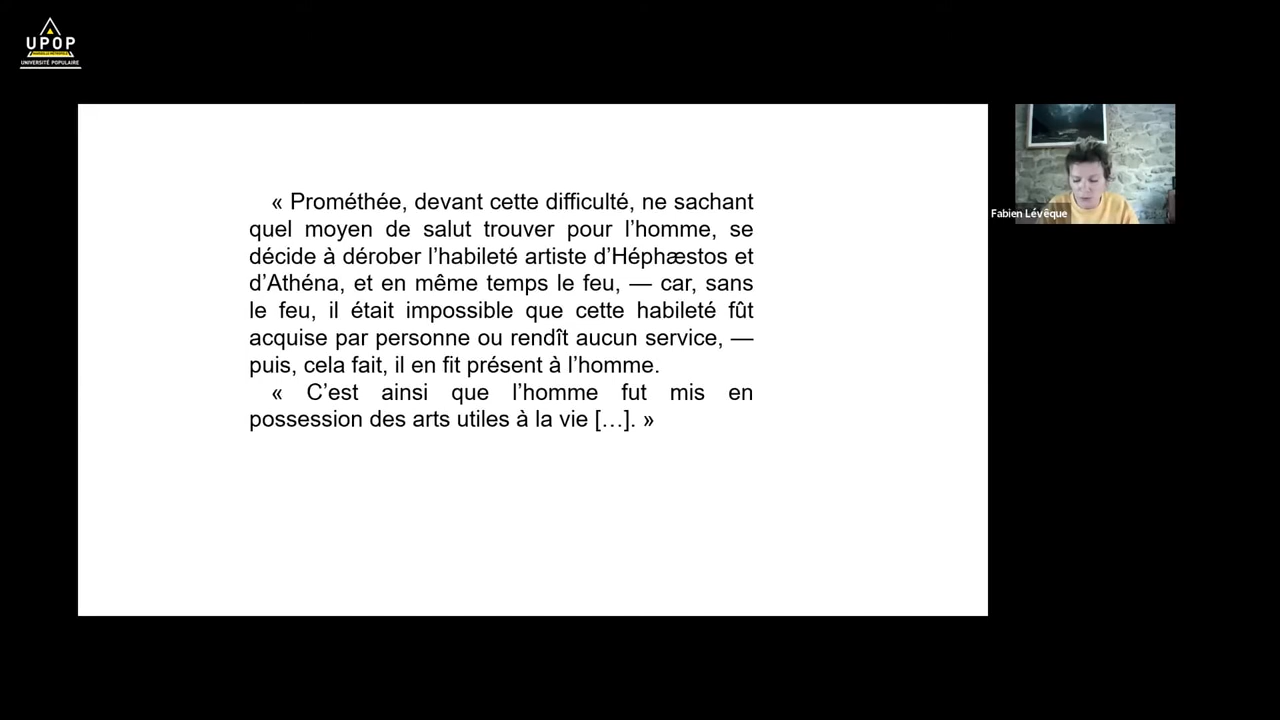 UPOP
UNIVERSITÉ POPULAIRE
« Prométhée, devant cette difficulté, ne sachant
quel moyen de salut trouver pour l’homme, se
décide à dérober l’habileté artiste d’Héphæstos et
d’Athéna, et en même temps le feu, — car, sans
le feu, il était impossible que cette habileté fût
acquise par personne ou rendît aucun service, —
puis, cela fait, il en fit présent à l’homme.
« C’est ainsi que l’homme fut mis en
possession des arts utiles à la vie […]. »
Fabien Lévêque